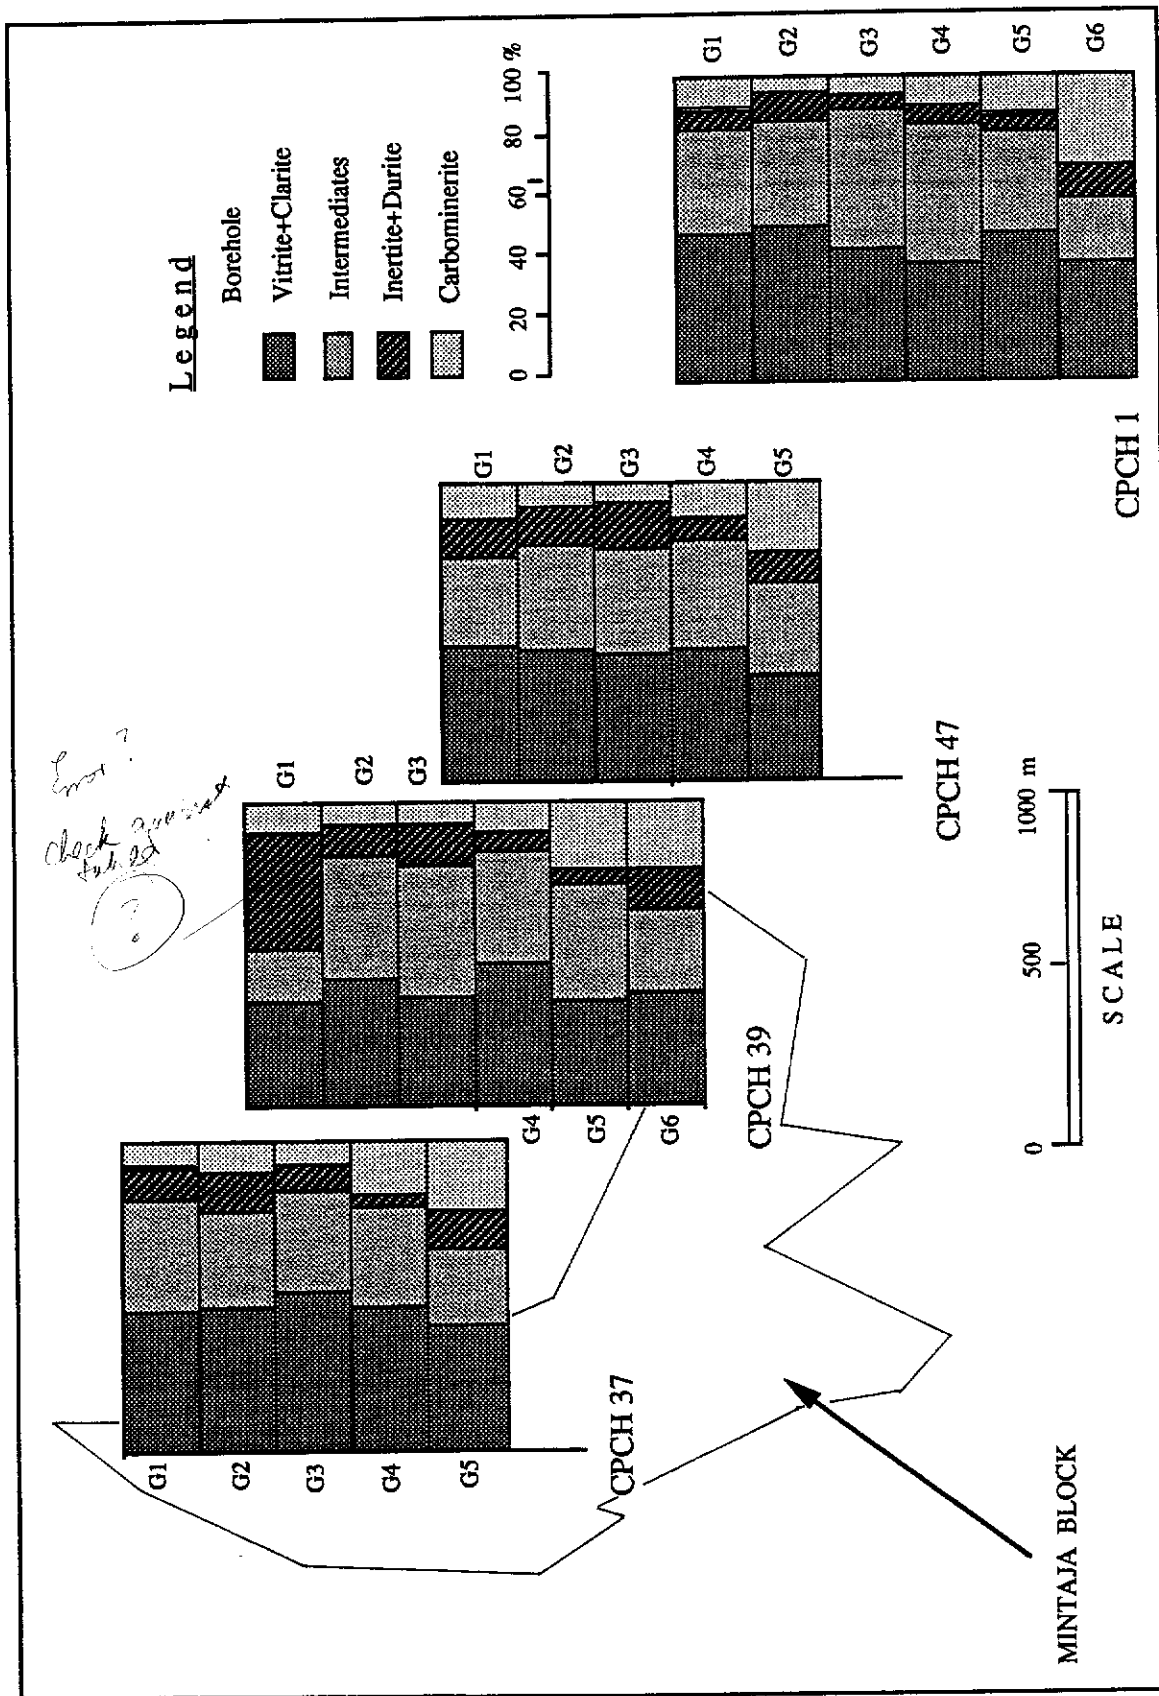 Legend
Borehole
Vitrite+Clarite
Intermediates
Inertite+Durite
Carbominerite
0 20 40 60 80 100 %
G1
G2
G3
G4
G5
CPCH 37
Error ?
check against
?
G1
G2
G3
G4
G5
G6
CPCH 39
G1
G2
G3
G4
G5
CPCH 47
G1
G2
G3
G4
G5
G6
CPCH 1
MINTAJA BLOCK
0 500 1000 m
SCALE